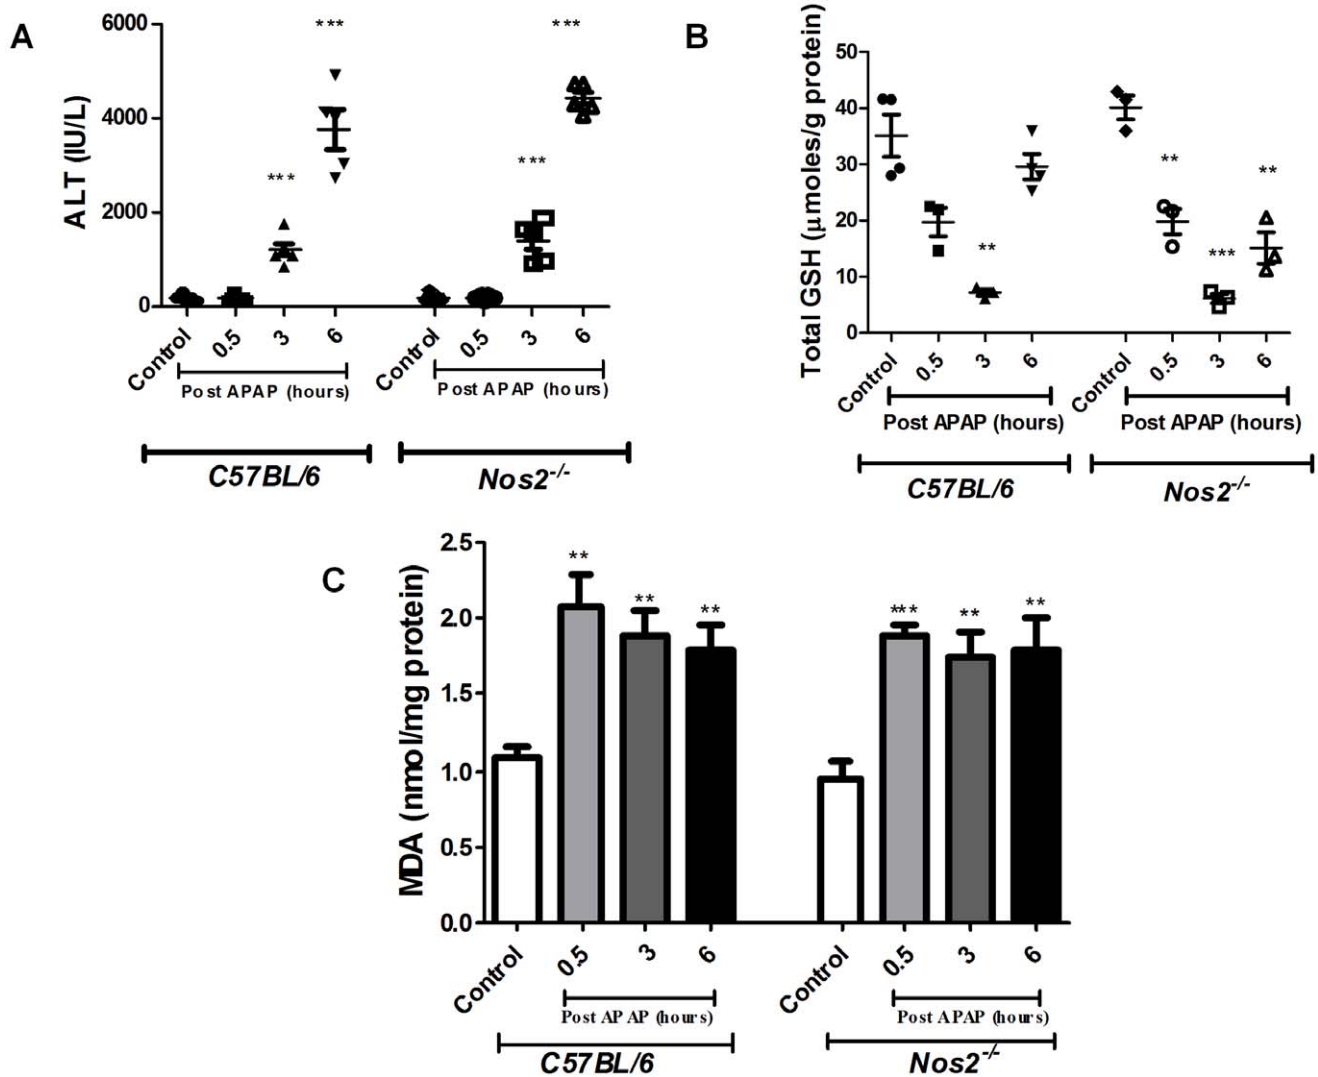 A
ALT (IU/L)
6000
4000
2000
0
***
***
***
***
Control
0.5
3
6
Control
0.5
3
6
Post APAP (hours)
Post APAP (hours)
C57BL/6
Nos2-/-
B
Total GSH (μmoles/g protein)
50
40
30
20
10
0
**
**
***
**
Control
0.5
3
6
Control
0.5
3
6
Post APAP (hours)
Post APAP (hours)
C57BL/6
Nos2-/-
C
MDA (nmol/mg protein)
2.5
2.0
1.5
1.0
0.5
0.0
**
**
**
***
**
**
Control
0.5
3
6
Control
0.5
3
6
Post APAP (hours)
Post APAP (hours)
C57BL/6
Nos2-/-